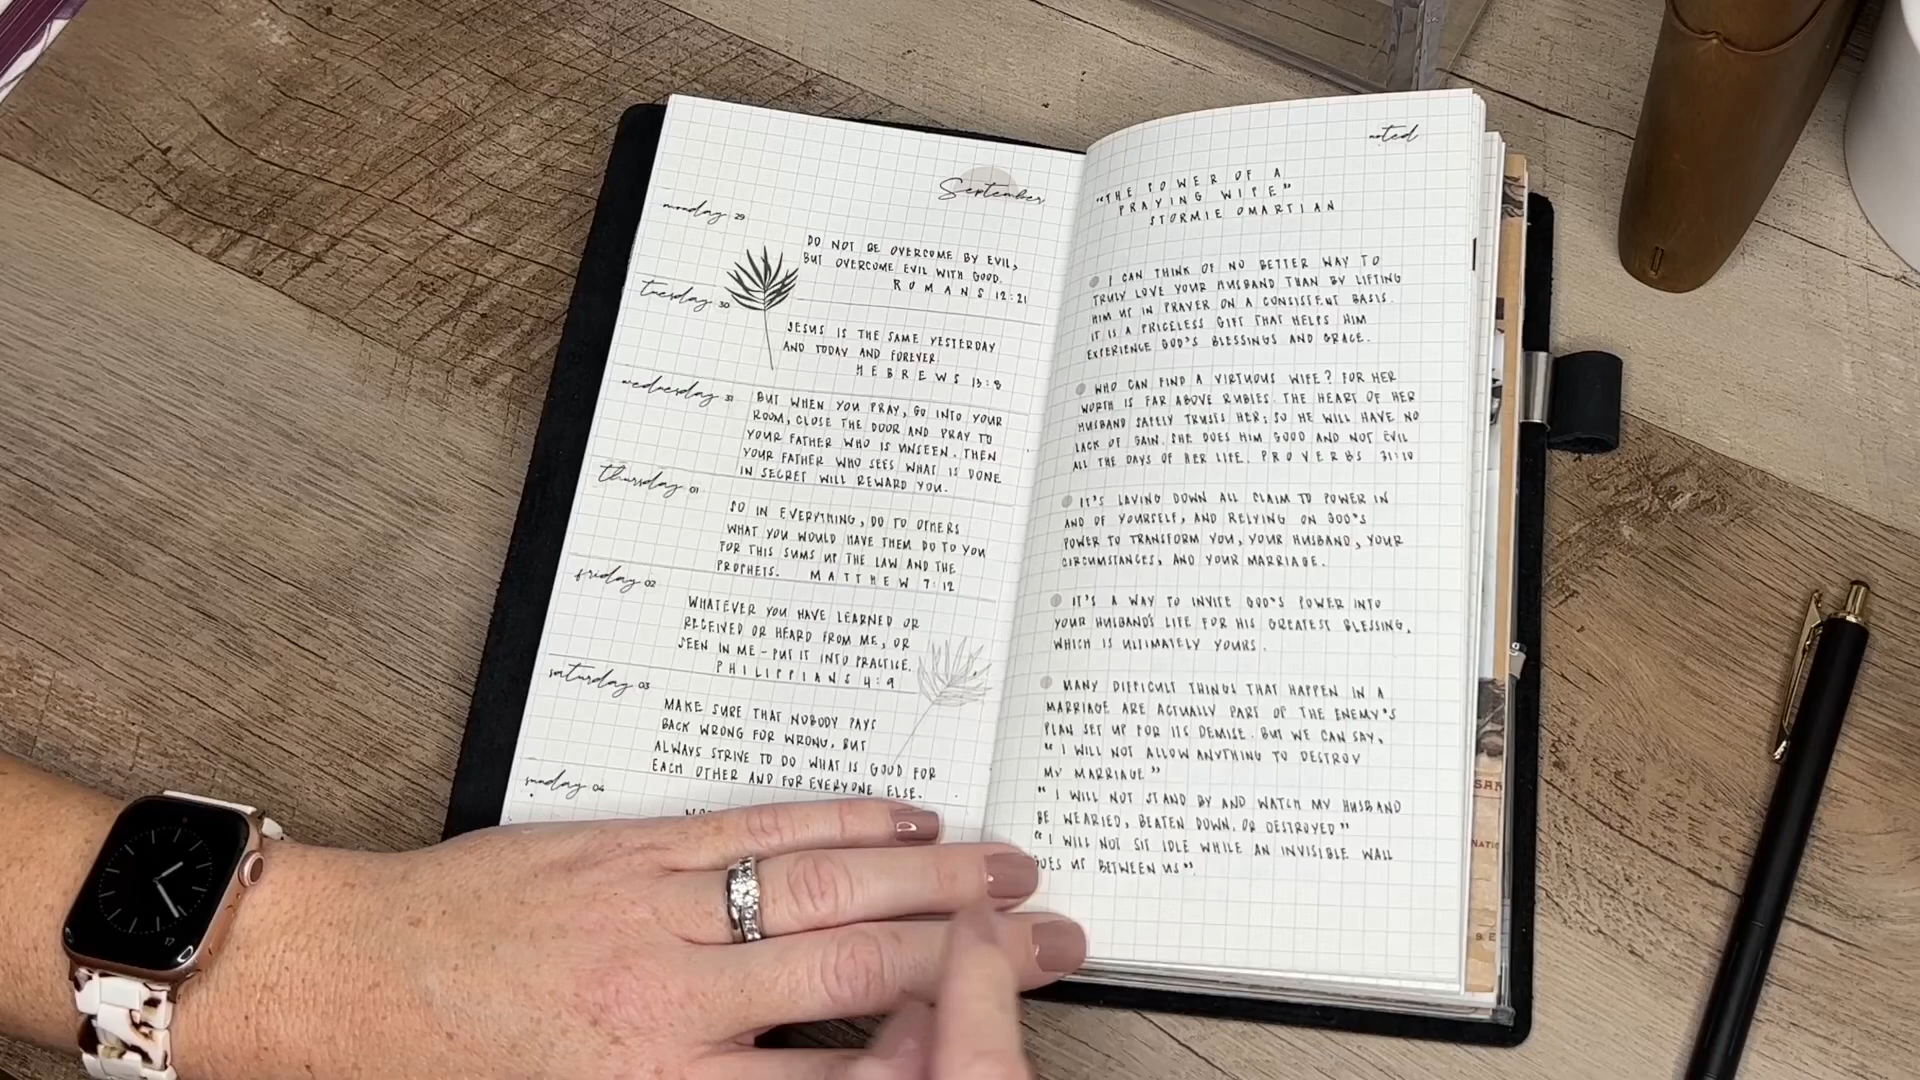 September
monday 29
DO NOT BE OVERCOME BY EVIL,
BUT OVERCOME EVIL WITH GOOD.
ROMANS 12:21
tuesday 30
JESUS IS THE SAME YESTERDAY
AND TODAY AND FOREVER.
HEBREWS 13:8
wednesday 31
BUT WHEN YOU PRAY, GO INTO YOUR
ROOM, CLOSE THE DOOR AND PRAY TO
YOUR FATHER WHO IS UNSEEN. THEN
YOUR FATHER WHO SEES WHAT IS DONE
IN SECRET WILL REWARD YOU.
thursday 01
SO IN EVERYTHING, DO TO OTHERS
WHAT YOU WOULD HAVE THEM DO TO YOU
FOR THIS SUMS UP THE LAW AND THE
PROPHETS. MATTHEW 7:12
friday 02
WHATEVER YOU HAVE LEARNED OR
RECEIVED OR HEARD FROM ME, OR
SEEN IN ME - PUT IT INTO PRACTICE.
PHILIPPIANS 4:9
saturday 03
MAKE SURE THAT NOBODY PAYS
BACK WRONG FOR WRONG, BUT
ALWAYS STRIVE TO DO WHAT IS GOOD FOR
EACH OTHER AND FOR EVERYONE ELSE.
sunday 04
noted
"THE POWER OF A
PRAYING WIFE"
STORMIE OMARTIAN
I CAN THINK OF NO BETTER WAY TO
TRULY LOVE YOUR HUSBAND THAN BY LIFTING
HIM UP IN PRAYER ON A CONSISTENT BASIS.
IT IS A PRICELESS GIFT THAT HELPS HIM
EXPERIENCE GOD'S BLESSINGS AND GRACE.
WHO CAN FIND A VIRTUOUS WIFE? FOR HER
WORTH IS FAR ABOVE RUBIES. THE HEART OF HER
HUSBAND SAFELY TRUSTS HER; SO HE WILL HAVE NO
LACK OF GAIN. SHE DOES HIM GOOD AND NOT EVIL
ALL THE DAYS OF HER LIFE. PROVERBS 31:10
IT'S LAYING DOWN ALL CLAIM TO POWER IN
AND OF YOURSELF, AND RELYING ON GOD'S
POWER TO TRANSFORM YOU, YOUR HUSBAND, YOUR
CIRCUMSTANCES, AND YOUR MARRIAGE.
IT'S A WAY TO INVITE GOD'S POWER INTO
YOUR HUSBAND'S LIFE FOR HIS GREATEST BLESSING,
WHICH IS ULTIMATELY YOURS.
MANY DIFFICULT THINGS THAT HAPPEN IN A
MARRIAGE ARE ACTUALLY PART OF THE ENEMY'S
PLAN SET UP FOR ITS DEMISE. BUT WE CAN SAY,
"I WILL NOT ALLOW ANYTHING TO DESTROY
MY MARRIAGE"
"I WILL NOT STAND BY AND WATCH MY HUSBAND
BE WEARIED, BEATEN DOWN, OR DESTROYED"
"I WILL NOT SIT IDLE WHILE AN INVISIBLE WALL
GOES UP BETWEEN US".
17